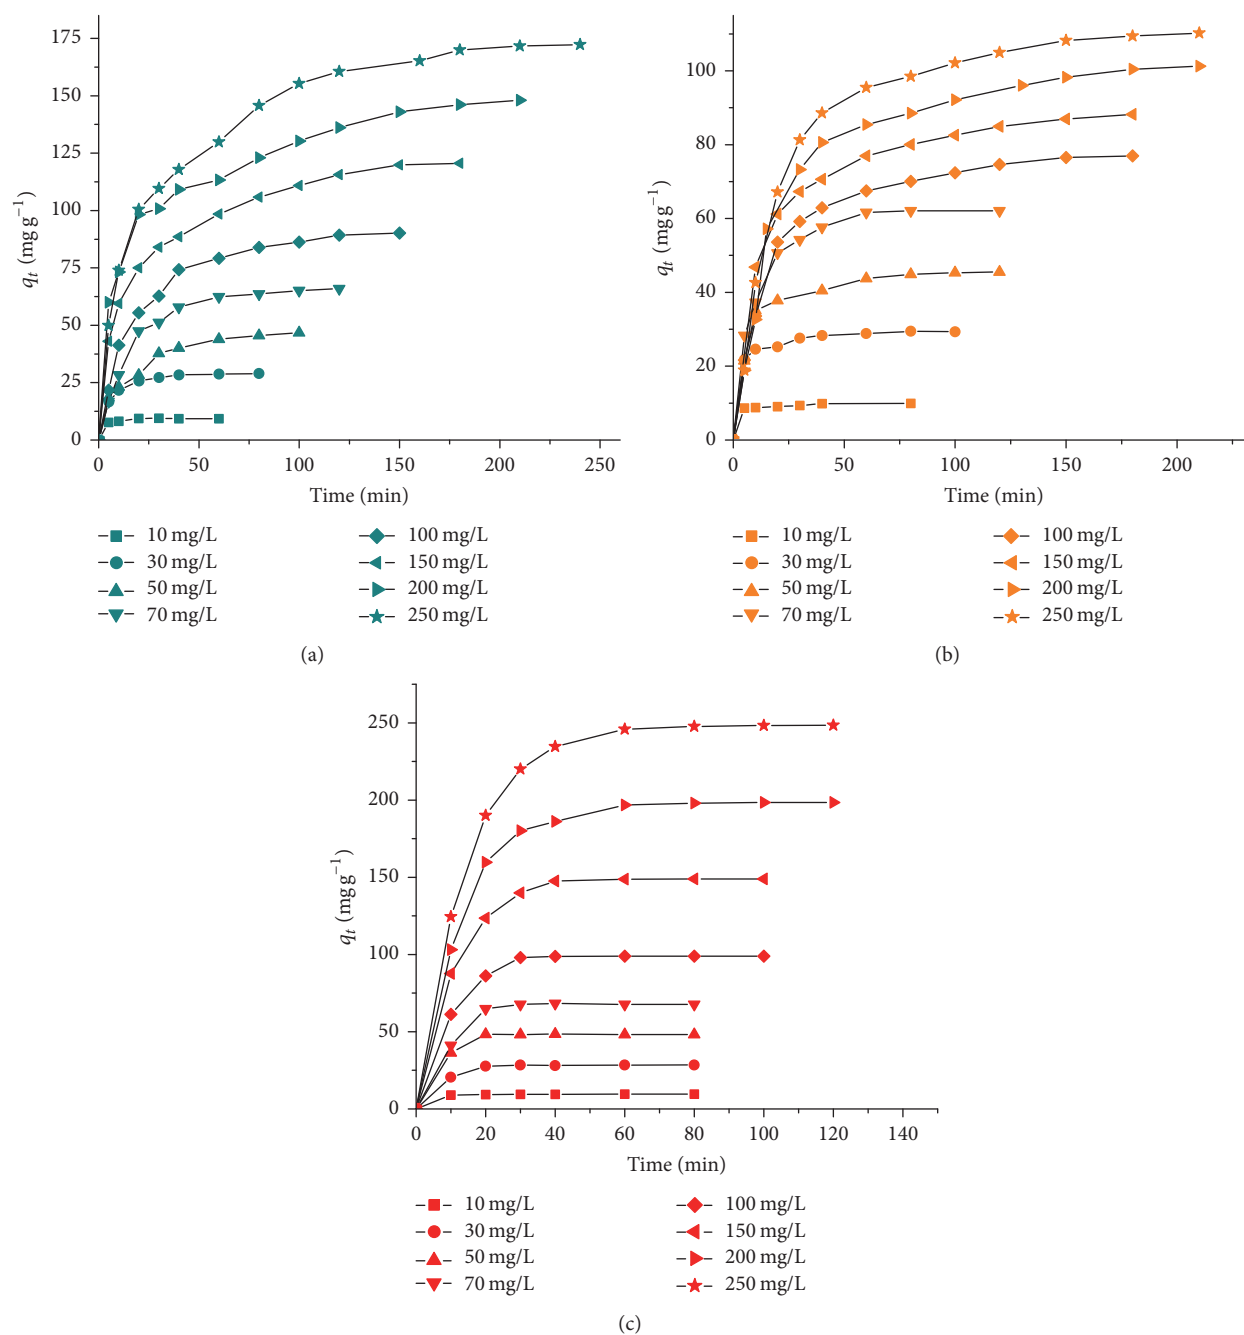 175
150
125
100
75
50
25
0
q_t (mg g⁻¹)
0 50 100 150 200 250
Time (min)
10 mg/L 100 mg/L
30 mg/L 150 mg/L
50 mg/L 200 mg/L
70 mg/L 250 mg/L
(a)
100
80
60
40
20
0
q_t (mg g⁻¹)
0 50 100 150 200
Time (min)
10 mg/L 100 mg/L
30 mg/L 150 mg/L
50 mg/L 200 mg/L
70 mg/L 250 mg/L
(b)
250
200
150
100
50
0
q_t (mg g⁻¹)
0 20 40 60 80 100 120 140
Time (min)
10 mg/L 100 mg/L
30 mg/L 150 mg/L
50 mg/L 200 mg/L
70 mg/L 250 mg/L
(c)